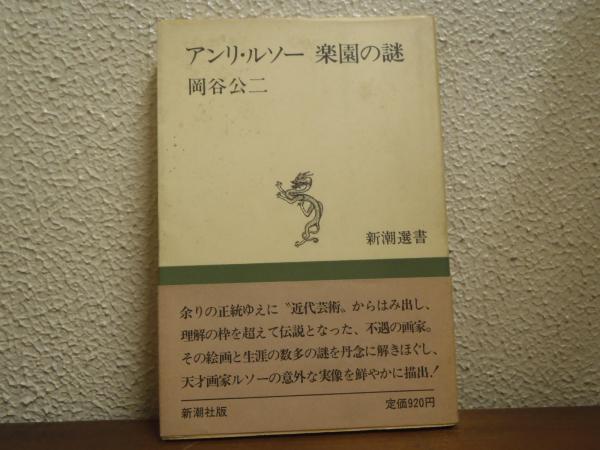 アンリ・ルソー 楽園の謎
岡谷公二
新潮選書
余りの正統ゆえに〝近代芸術〟からはみ出し、
理解の枠を超えて伝説となった、不遇の画家。
その絵画と生涯の数多の謎を丹念に解きほぐし、
天才画家ルソーの意外な実像を鮮やかに描出！
新潮社版
定価920円